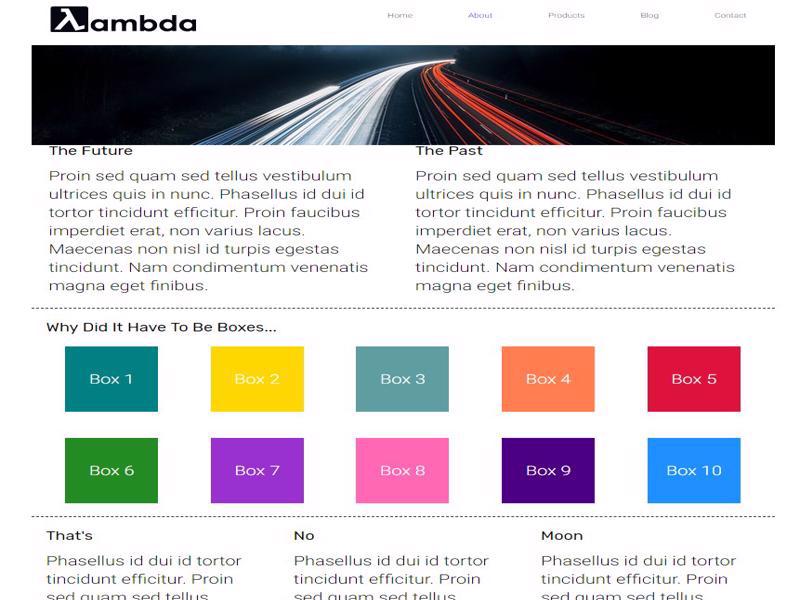 λambda
Home About Products Blog Contact
The Future
Proin sed quam sed tellus vestibulum
ultrices quis in nunc. Phasellus id dui id
tortor tincidunt efficitur. Proin faucibus
imperdiet erat, non varius lacus.
Maecenas non nisl id turpis egestas
tincidunt. Nam condimentum venenatis
magna eget finibus.
The Past
Proin sed quam sed tellus vestibulum
ultrices quis in nunc. Phasellus id dui id
tortor tincidunt efficitur. Proin faucibus
imperdiet erat, non varius lacus.
Maecenas non nisl id turpis egestas
tincidunt. Nam condimentum venenatis
magna eget finibus.
Why Did It Have To Be Boxes...
Box 1 Box 2 Box 3 Box 4 Box 5
Box 6 Box 7 Box 8 Box 9 Box 10
That's
Phasellus id dui id tortor
tincidunt efficitur. Proin
sed quam sed tellus
No
Phasellus id dui id tortor
tincidunt efficitur. Proin
sed quam sed tellus
Moon
Phasellus id dui id tortor
tincidunt efficitur. Proin
sed quam sed tellus